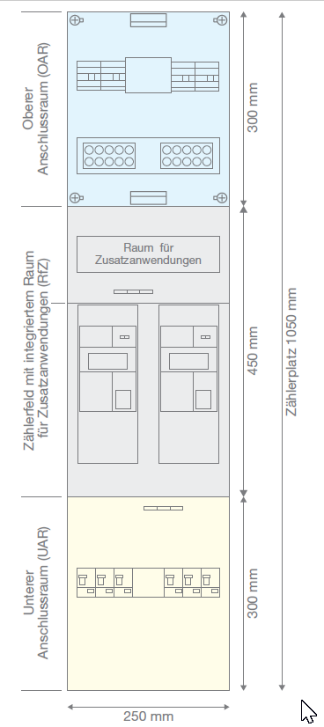 Oberer
Anschlussraum (OAR)
300 mm
Raum für
Zusatzanwendungen
Zählerfeld mit integriertem Raum
für Zusatzanwendungen (RfZ)
450 mm
Zählerplatz 1050 mm
Unterer
Anschlussraum (UAR)
300 mm
250 mm